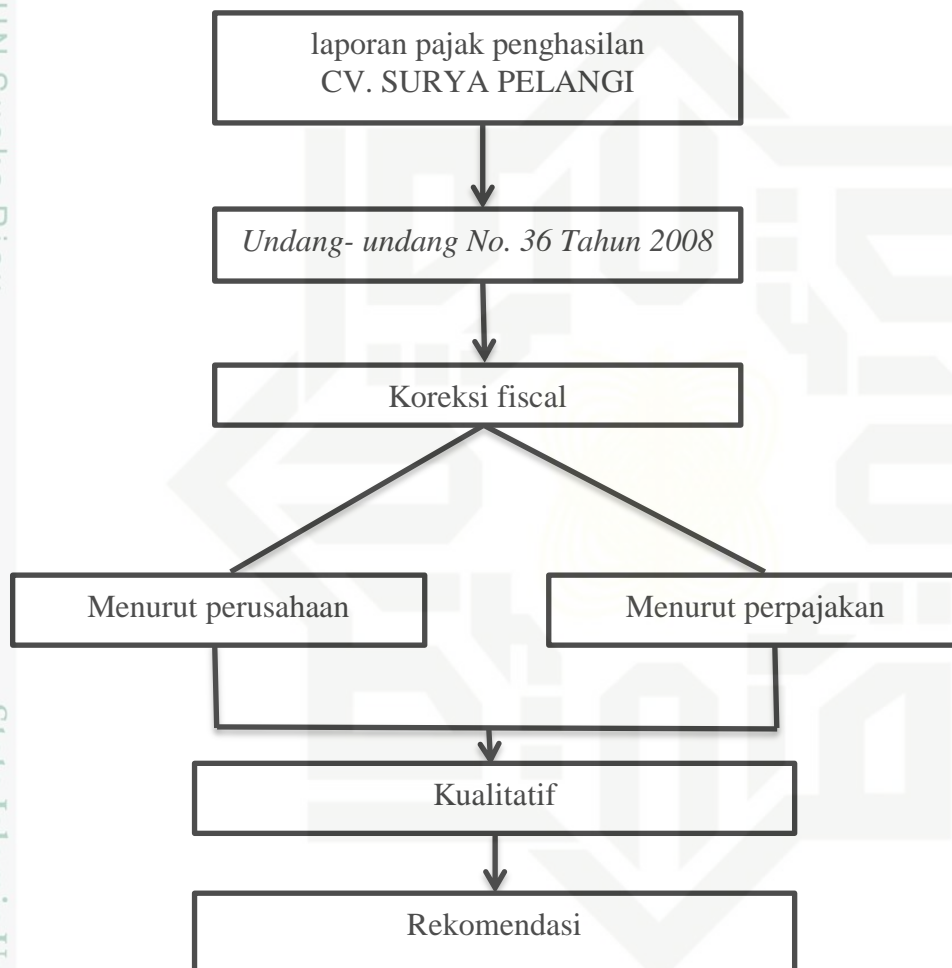 laporan pajak penghasilan
CV. SURYA PELANGI
Undang- undang No. 36 Tahun 2008
Koreksi fiscal
Menurut perusahaan
Menurut perpajakan
Kualitatif
Rekomendasi